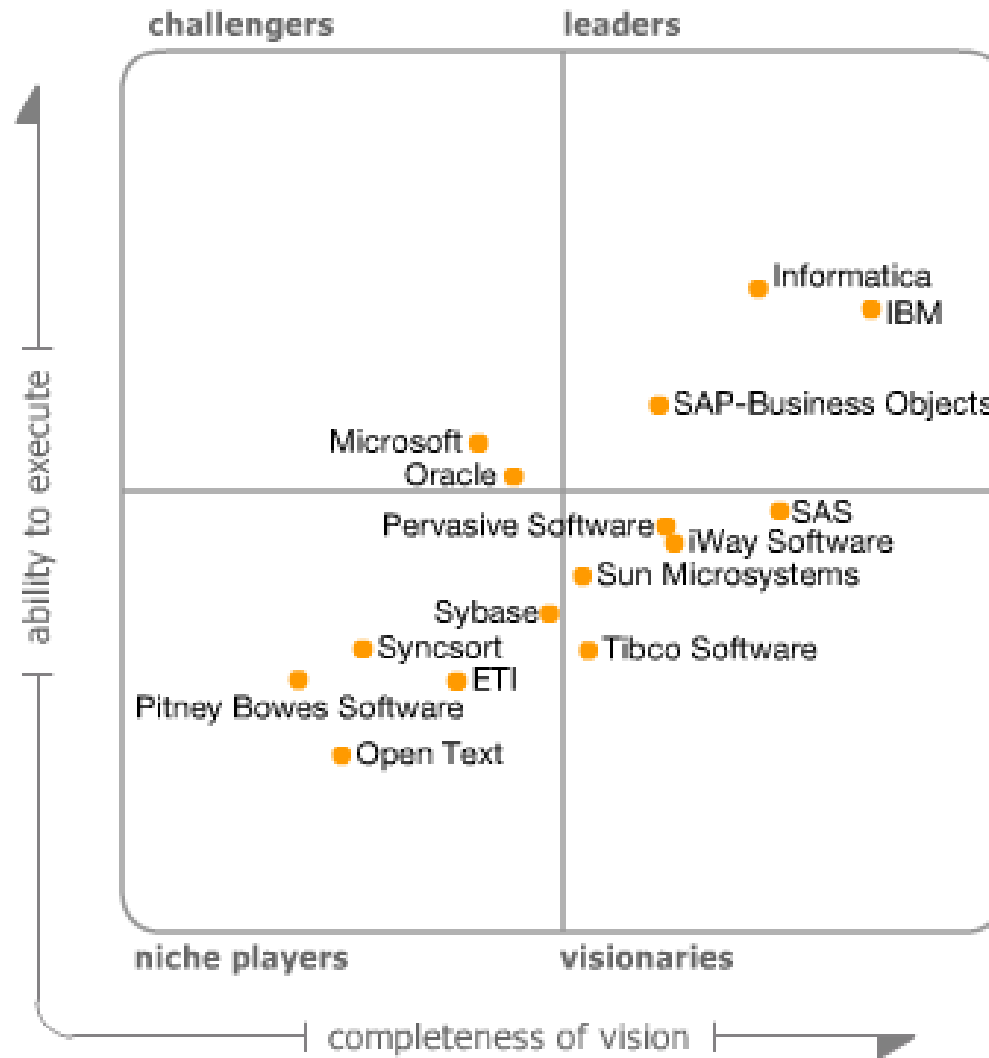 challengers
leaders
Informatica
IBM
SAP-Business Objects
Microsoft
Oracle
SAS
Pervasive Software
iWay Software
Sun Microsystems
Sybase
Syncsort
Tibco Software
ETI
Pitney Bowes Software
Open Text
ability to execute
niche players
visionaries
completeness of vision